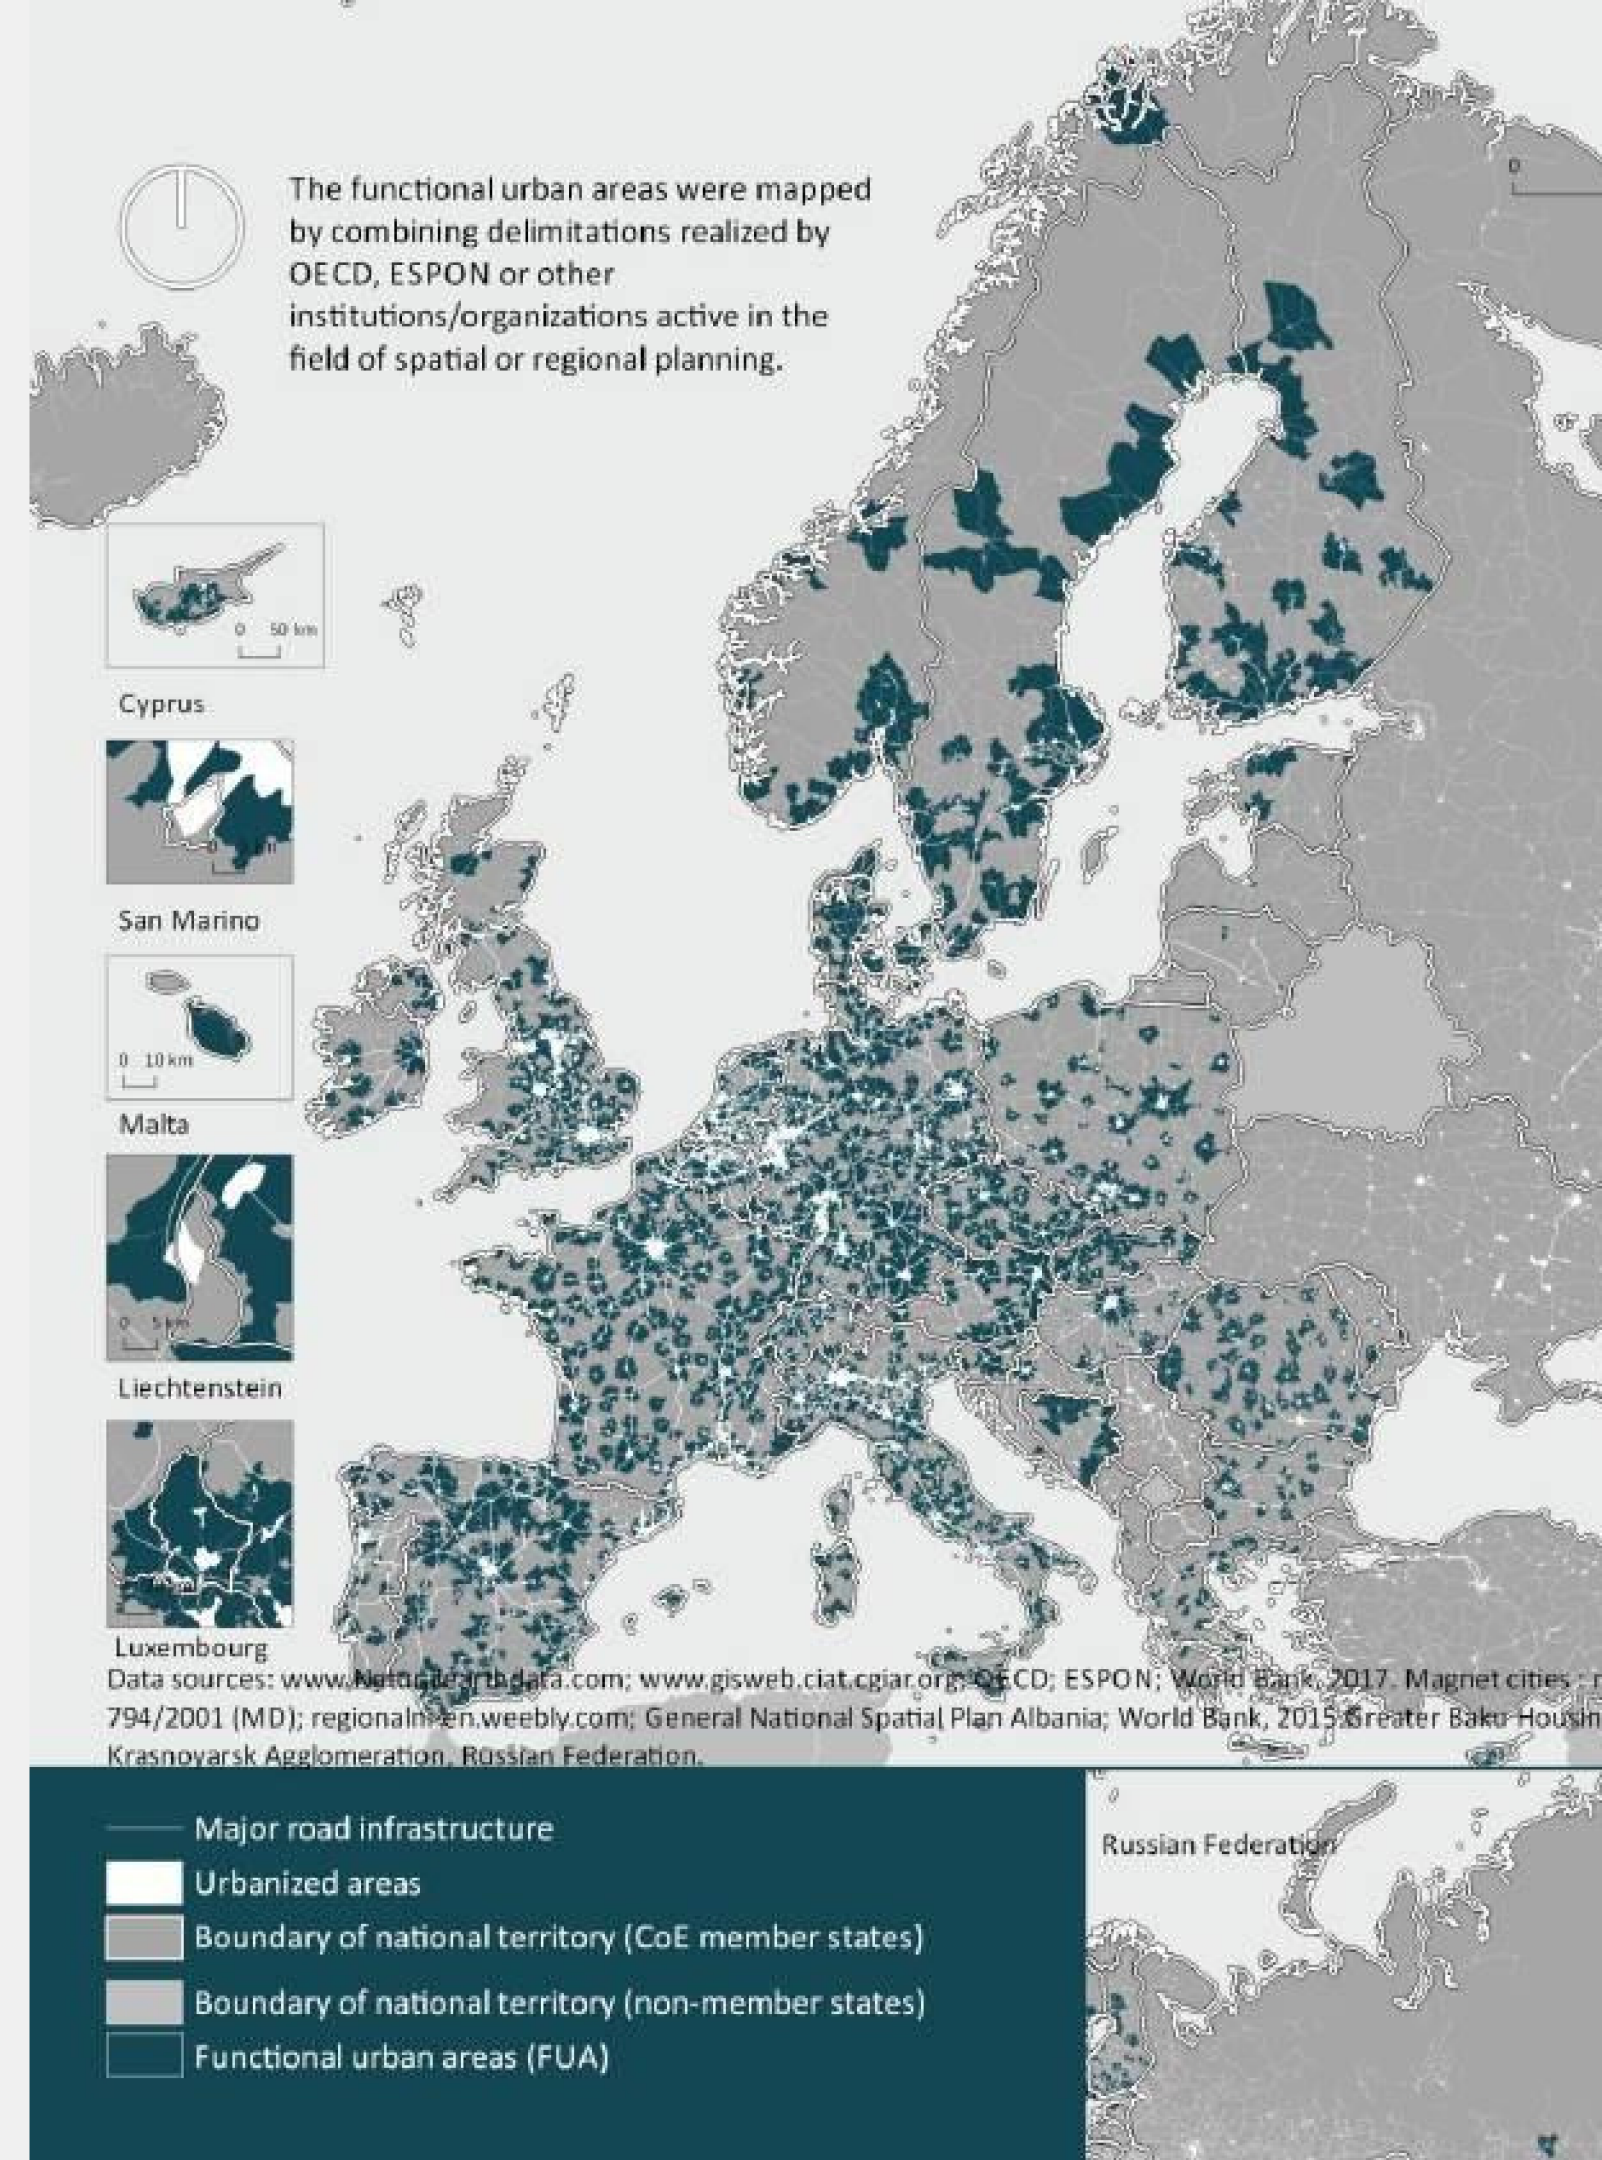 The functional urban areas were mapped
by combining delimitations realized by
OECD, ESPON or other
institutions/organizations active in the
field of spatial or regional planning.
0
0 50 km
Cyprus
San Marino
0 10 km
Malta
0 5 km
Liechtenstein
Luxembourg
Data sources: www.Naturalearthdata.com; www.gisweb.ciat.cgiar.org; OECD; ESPON; World Bank, 2017. Magnet cities :
794/2001 (MD); World Bank, 2015 Greater Baku Housin
General National Spatial Plan Albania;
Krasnoyarsk Agglomeration, Russian Federation.
Major road infrastructure
Urbanized areas
Boundary of national territory (CoE member states)
Boundary of national territory (non-member states)
Functional urban areas (FUA)
Russian Federation